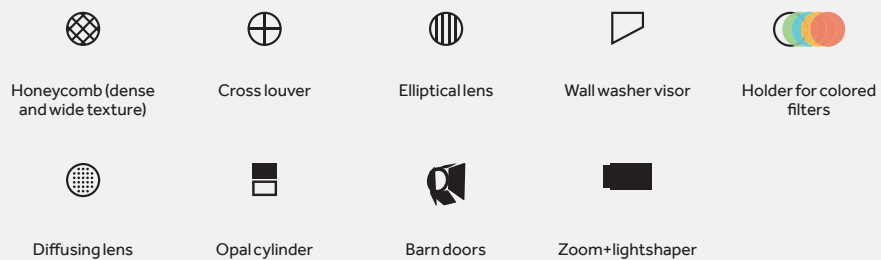 Honeycomb (dense
and wide texture)
Cross louver
Elliptical lens
Wall washer visor
Holder for colored
filters
Diffusing lens
Opal cylinder
Barn doors
Zoom+lightshaper